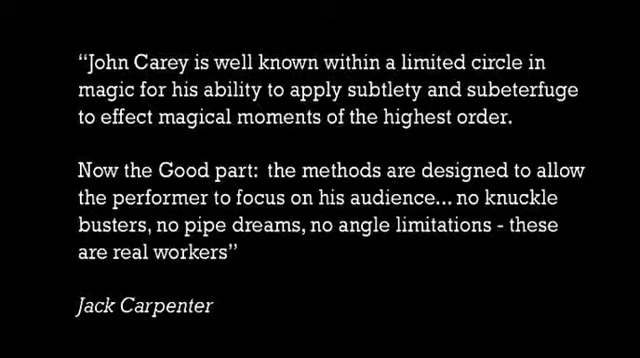 “John Carey is well known within a limited circle in
magic for his ability to apply subtlety and subeterfuge
to effect magical moments of the highest order.
Now the Good part: the methods are designed to allow
the performer to focus on his audience... no knuckle
busters, no pipe dreams, no angle limitations - these
are real workers”
Jack Carpenter